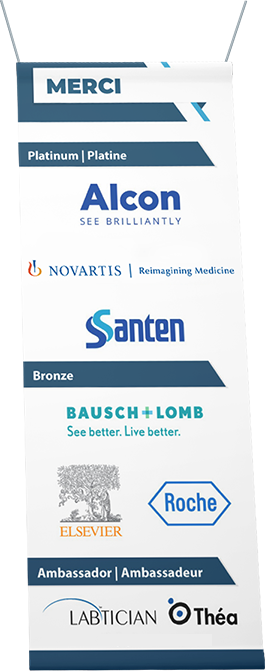 MERCI
Platinum | Platine
Alcon
SEE BRILLIANTLY
NOVARTIS | Reimagining Medicine
Santen
Bronze
BAUSCH + LOMB
See better. Live better.
ELSEVIER
Roche
Ambassador | Ambassadeur
LABTICIAN Théa